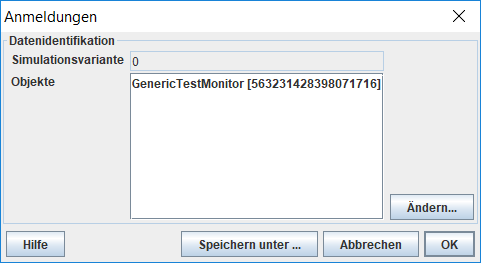 Anmeldungen
Datenidentifikation
Simulationsvariante 0
Objekte GenericTestMonitor [563231428398071716]
Ändern...
Hilfe Speichern unter ... Abbrechen OK